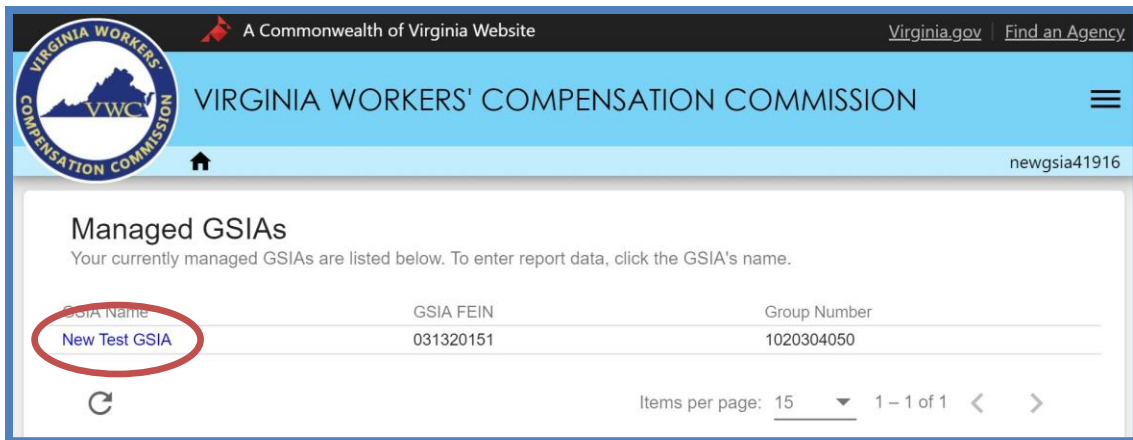 A Commonwealth of Virginia Website
Virginia.gov
Find an Agency
VIRGINIA WORKERS' COMPENSATION COMMISSION
VWC
VIRGINIA WORKERS' COMPENSATION COMMISSION
newgsia41916
Managed GSIAs
Your currently managed GSIAs are listed below. To enter report data, click the GSIA's name.
GSIA Name GSIA FEIN Group Number
New Test GSIA 031320151 1020304050
Items per page: 15 1 – 1 of 1